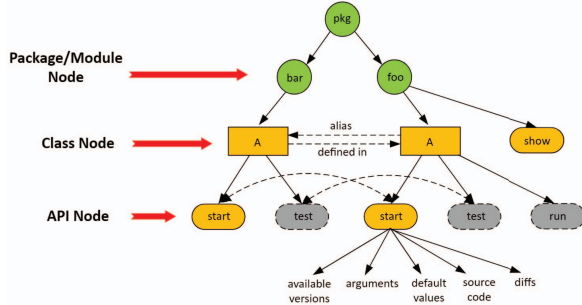 pkg
Package/Module
Node
bar
foo
alias
Class Node
A
A
show
defined in
API Node
start
test
start
test
run
available
versions
arguments
default
values
source
code
diffs